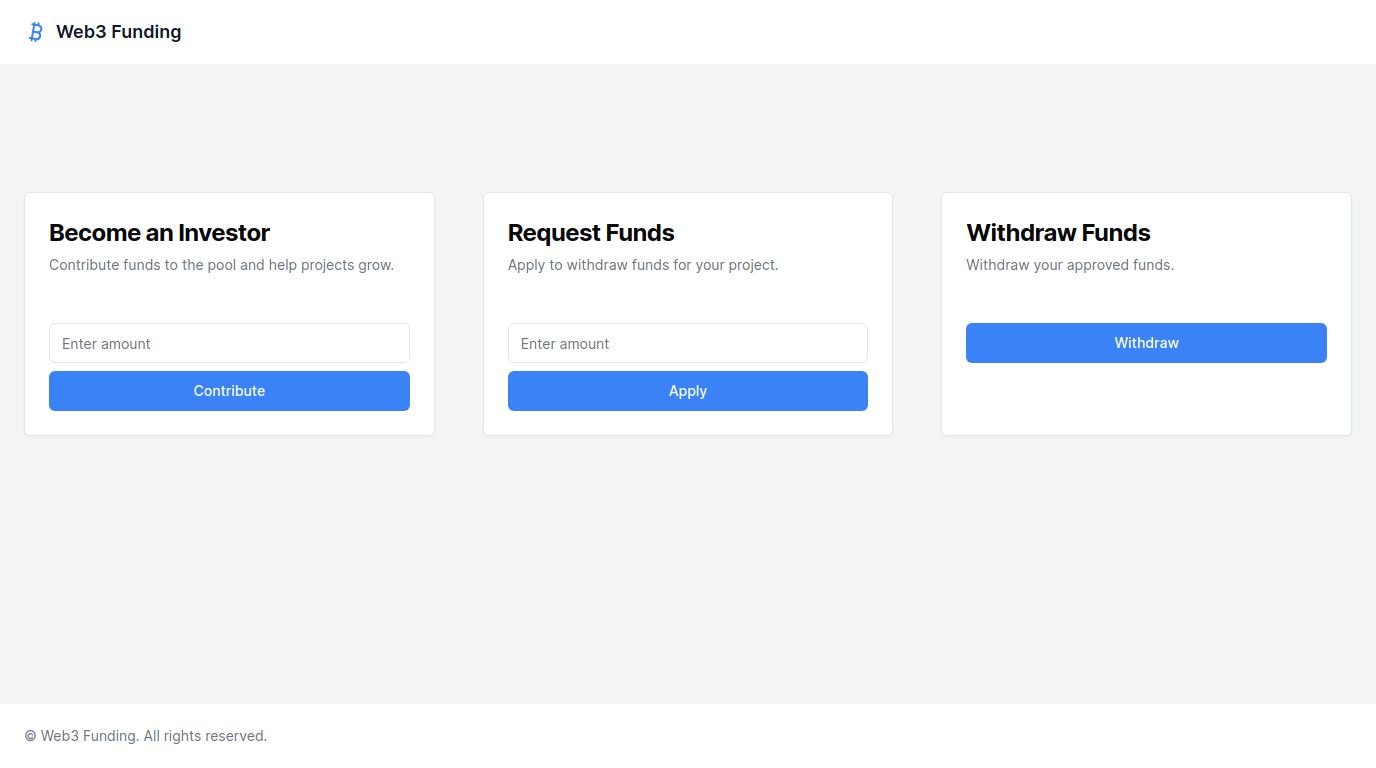 Web3 Funding
Become an Investor
Contribute funds to the pool and help projects grow.
Enter amount
Contribute
Request Funds
Apply to withdraw funds for your project.
Enter amount
Apply
Withdraw Funds
Withdraw your approved funds.
Withdraw
© Web3 Funding. All rights reserved.